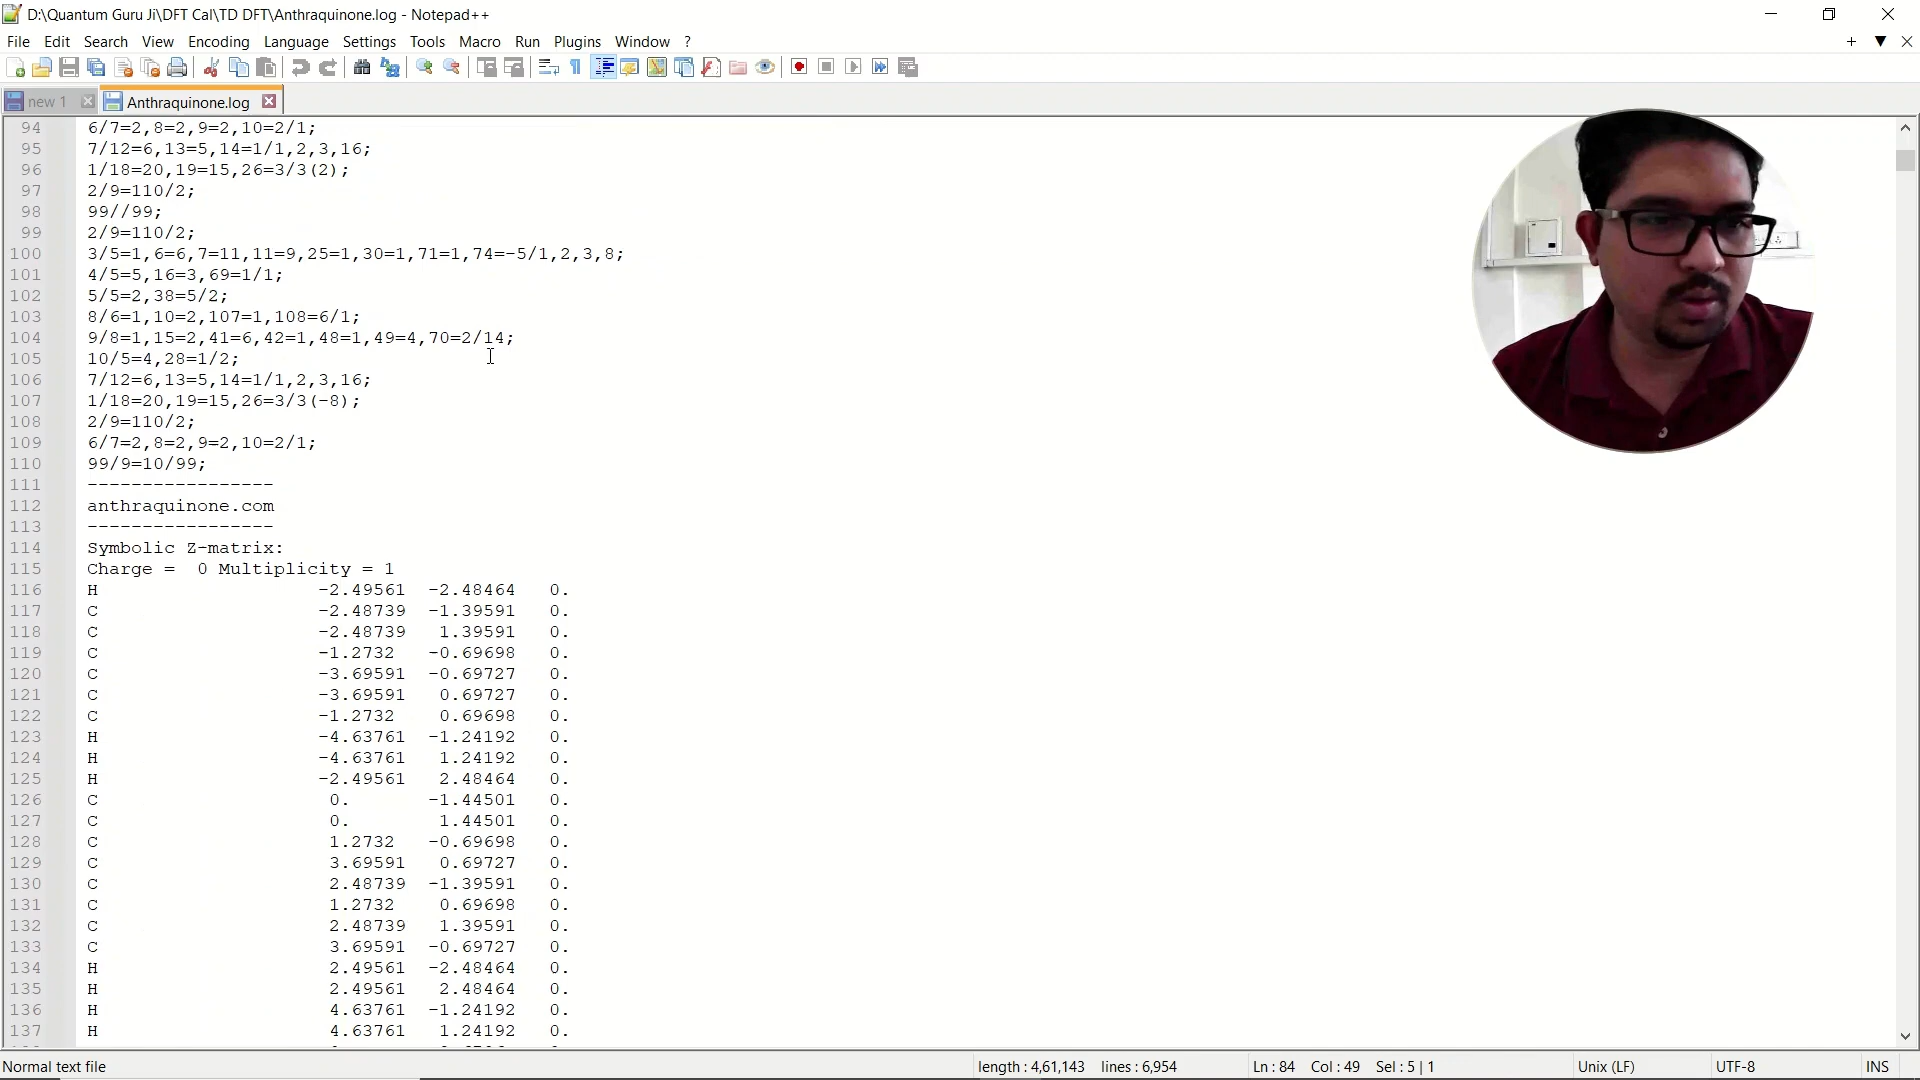 D:\Quantum Guru Ji\DFT Cal\TD DFT\Anthraquinone.log - Notepad++
File Edit Search View Encoding Language Settings Tools Macro Run Plugins Window ?
new 1 Anthraquinone.log
94 6/7=2,8=2,9=2,10=2/1;
95 7/12=6,13=5,14=1/1,2,3,16;
96 1/18=20,19=15,26=3/3(2);
97 2/9=110/2;
98 99//99;
99 2/9=110/2;
100 3/5=1,6=6,7=11,11=9,25=1,30=1,71=1,74=-5/1,2,3,8;
101 4/5=5,16=3,69=1/1;
102 5/5=2,38=5/2;
103 8/6=1,10=2,107=1,108=6/1;
104 9/8=1,15=2,41=6,42=1,48=1,49=4,70=2/14;
105 10/5=4,28=1/2;
106 7/12=6,13=5,14=1/1,2,3,16;
107 1/18=20,19=15,26=3/3(-8);
108 2/9=110/2;
109 6/7=2,8=2,9=2,10=2/1;
110 99/9=10/99;
111 -----------------
112 anthraquinone.com
113 -----------------
114 Symbolic Z-matrix:
115 Charge =  0 Multiplicity = 1
116 H -2.49561 -2.48464 0.
117 C -2.48739 -1.39591 0.
118 C -2.48739 1.39591 0.
119 C -1.2732 -0.69698 0.
120 C -3.69591 -0.69727 0.
121 C -3.69591 0.69727 0.
122 C -1.2732 0.69698 0.
123 H -4.63761 -1.24192 0.
124 H -4.63761 1.24192 0.
125 H -2.49561 2.48464 0.
126 C 0. -1.44501 0.
127 C 0. 1.44501 0.
128 C 1.2732 -0.69698 0.
129 C 3.69591 0.69727 0.
130 C 2.48739 -1.39591 0.
131 C 1.2732 0.69698 0.
132 C 2.48739 1.39591 0.
133 C 3.69591 -0.69727 0.
134 H 2.49561 -2.48464 0.
135 H 2.49561 2.48464 0.
136 H 4.63761 -1.24192 0.
137 H 4.63761 1.24192 0.
Normal text file length : 4,61,143 lines : 6,954 Ln : 84 Col : 49 Sel : 5 | 1 Unix (LF) UTF-8 INS